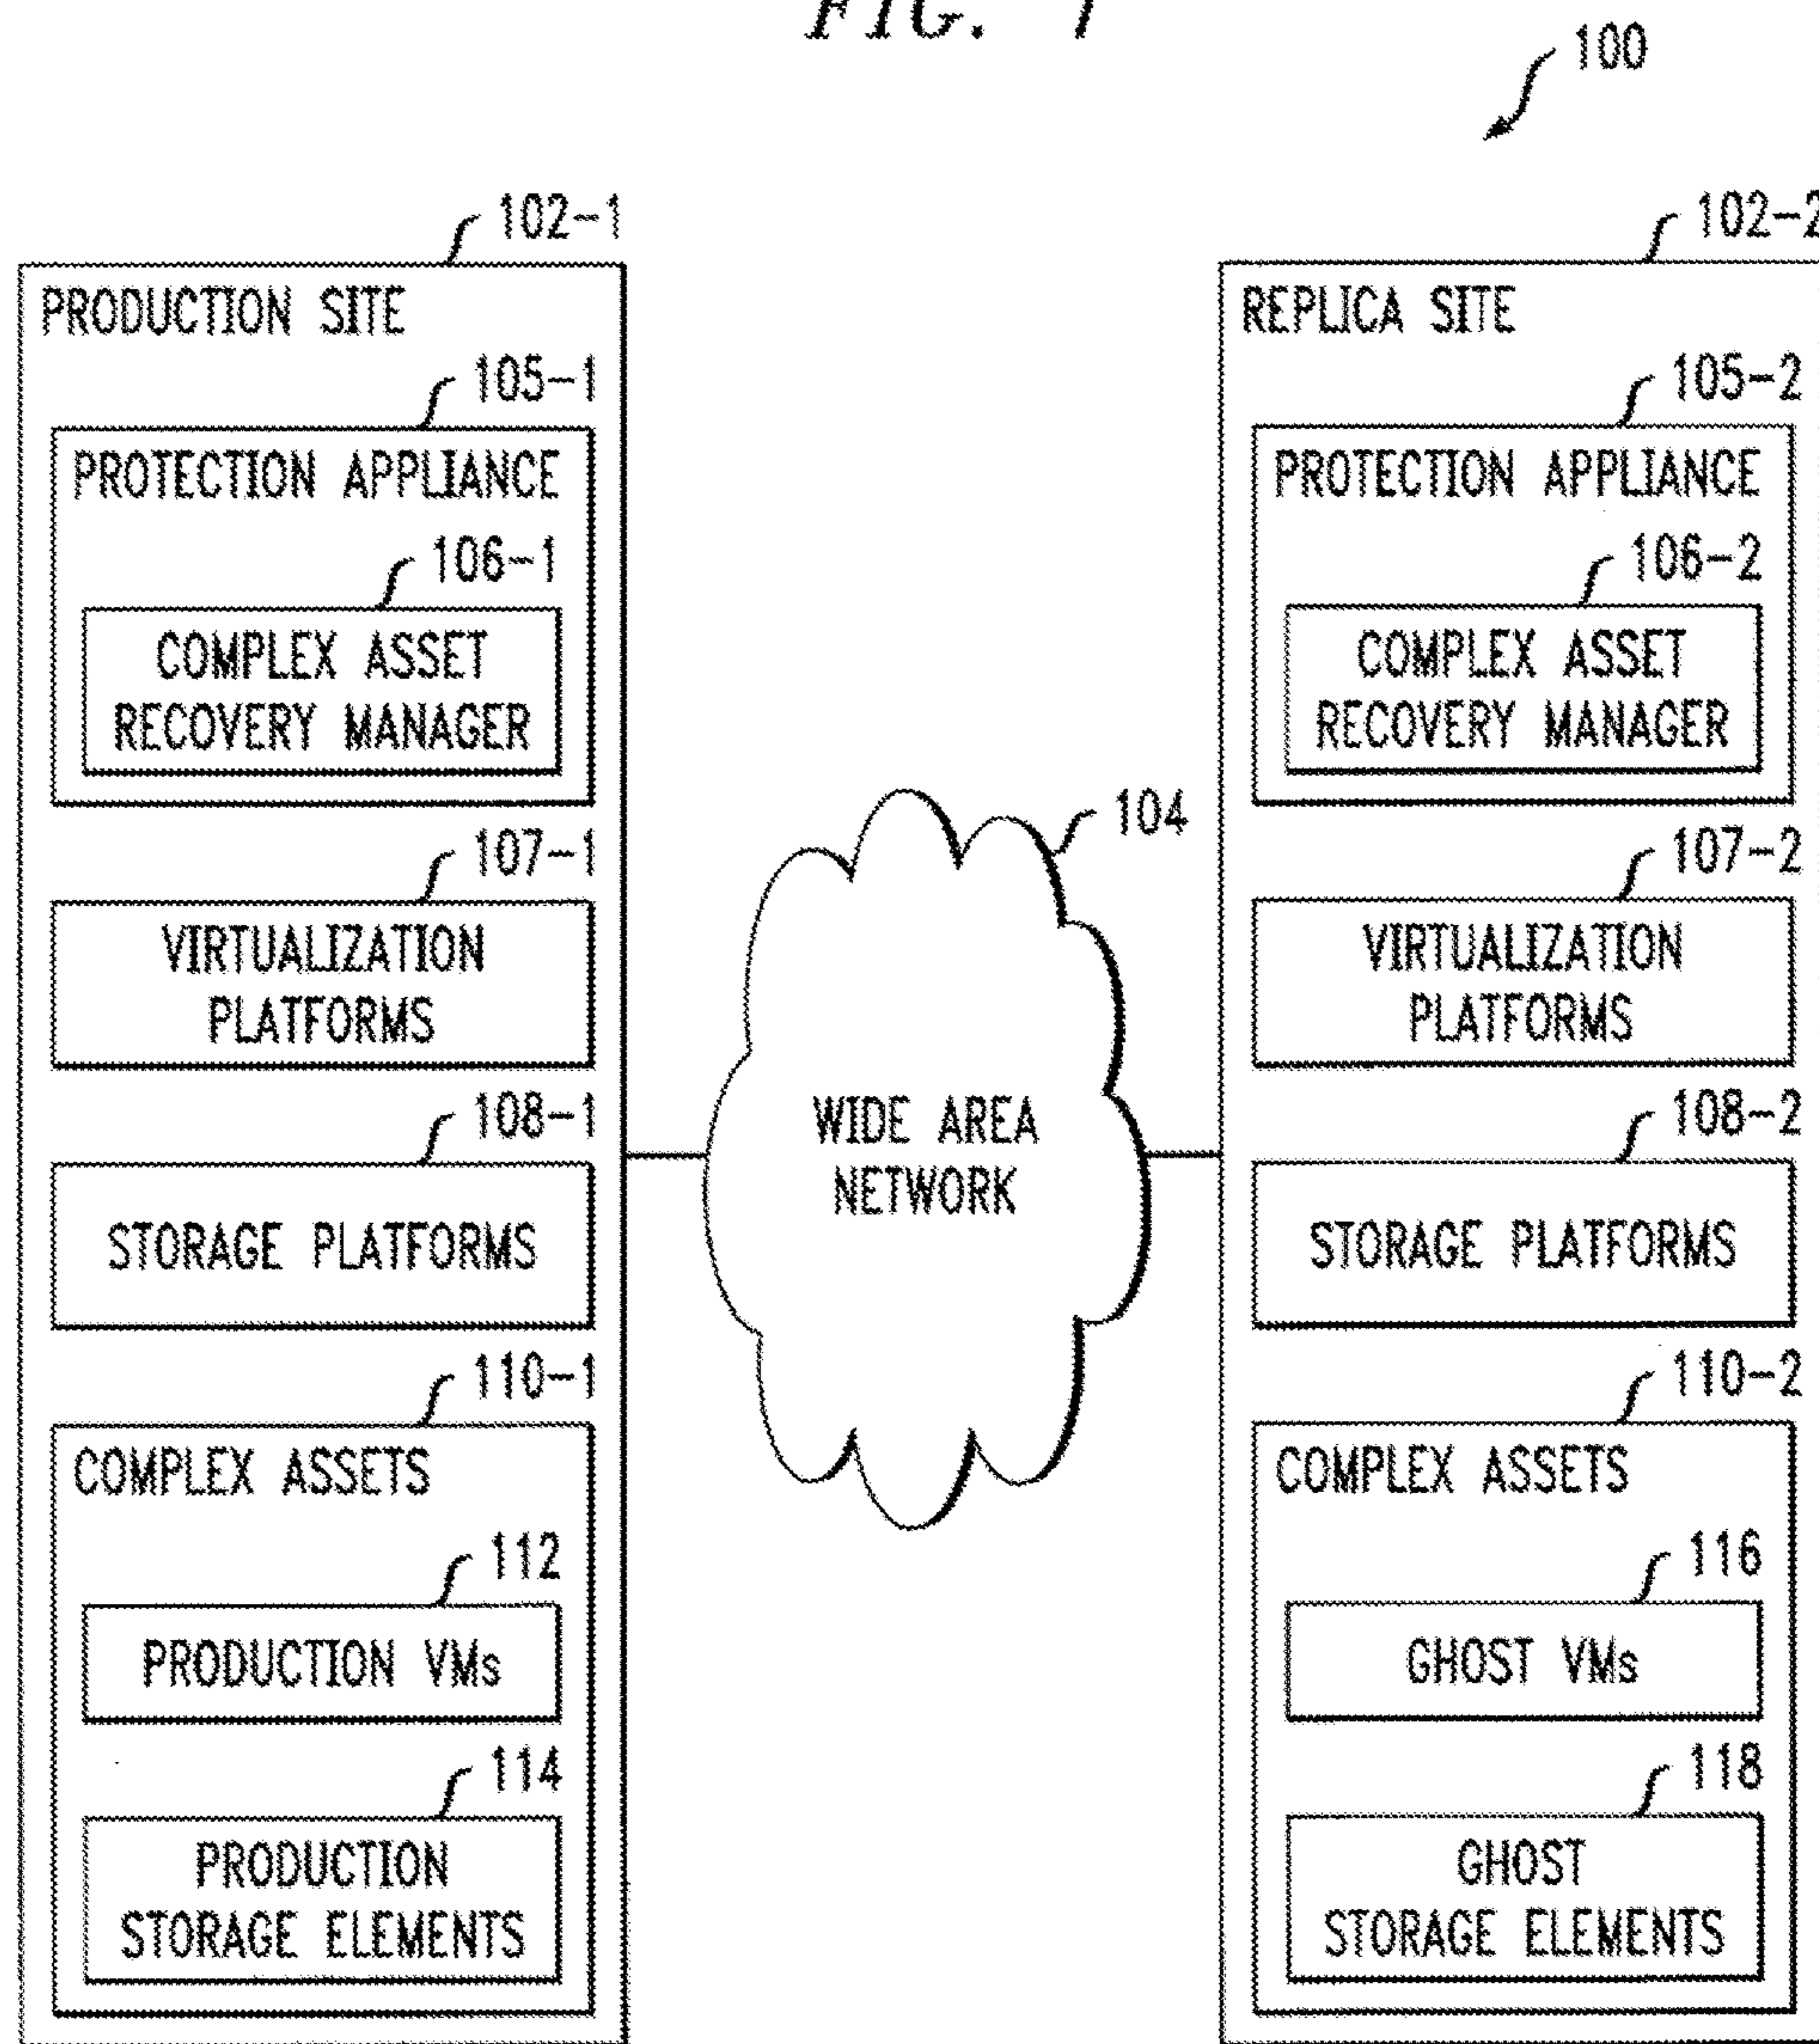 FIG. 1
100
102-1
PRODUCTION SITE
105-1
PROTECTION APPLIANCE
106-1
COMPLEX ASSET
RECOVERY MANAGER
107-1
VIRTUALIZATION
PLATFORMS
108-1
STORAGE PLATFORMS
110-1
COMPLEX ASSETS
112
PRODUCTION VMs
114
PRODUCTION
STORAGE ELEMENTS
104
WIDE AREA
NETWORK
102-2
REPLICA SITE
105-2
PROTECTION APPLIANCE
106-2
COMPLEX ASSET
RECOVERY MANAGER
107-2
VIRTUALIZATION
PLATFORMS
108-2
STORAGE PLATFORMS
110-2
COMPLEX ASSETS
116
GHOST VMs
118
GHOST
STORAGE ELEMENTS